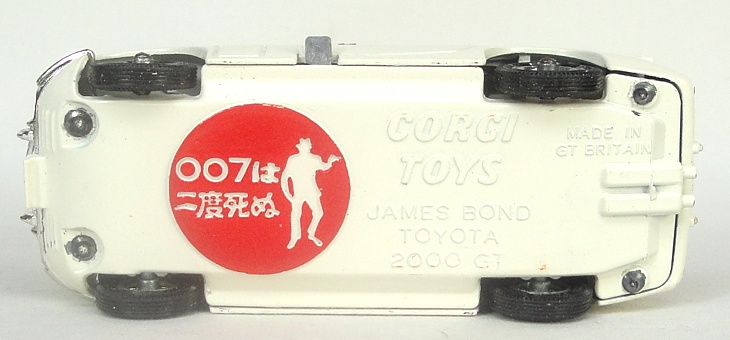 007は
二度死ぬ
CORGI
TOYS
JAMES BOND
TOYOTA
2000 GT
MADE IN
GT BRITAIN